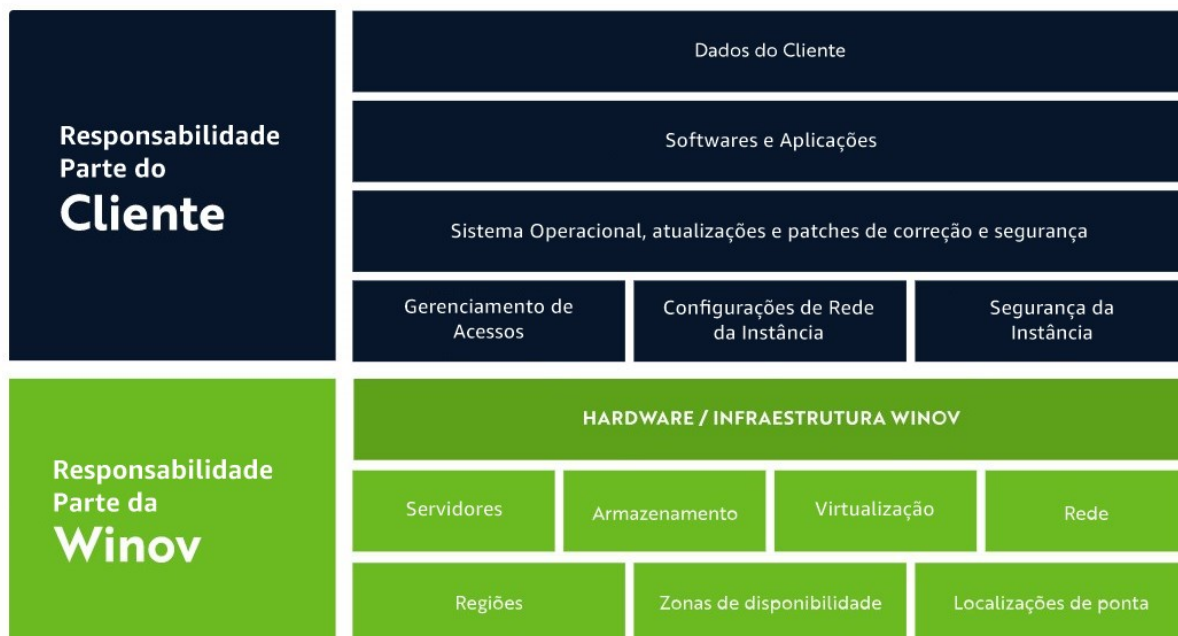 Responsabilidade
Parte do
Cliente
Dados do Cliente
Softwares e Aplicações
Sistema Operacional, atualizações e patches de correção e segurança
Gerenciamento de
Acessos
Configurações de Rede
da Instância
Segurança da
Instância
Responsabilidade
Parte da
Winov
HARDWARE / INFRAESTRUTURA WINOV
Servidores
Armazenamento
Virtualização
Rede
Regiões
Zonas de disponibilidade
Localizações de ponta